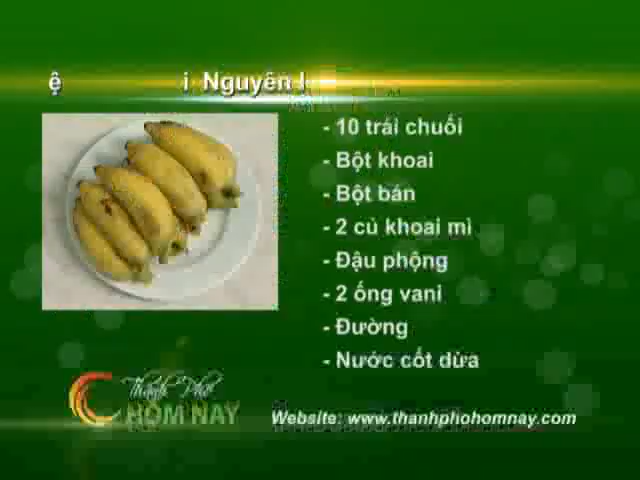 ệ i Nguyên l
- 10 trái chuối
- Bột khoai
- Bột bán
- 2 củ khoai mì
- Đậu phộng
- 2 ống vani
- Đường
- Nước cốt dừa
Thành Phố
HÔM NAY
Website: www.thanhphohomnay.com